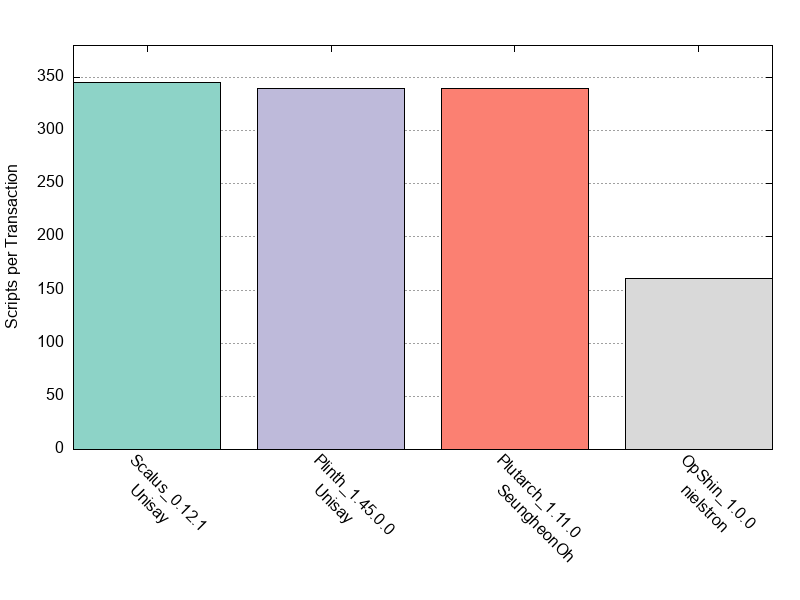 350
300
250
200
150
100
50
0
Scripts per Transaction
Scalus_0.12.1
Unisay
Plinth_1.45.0.0
Unisay
Plutarch_1.11.0
SeungheonOh
OpShin_1.0.0
nielstron